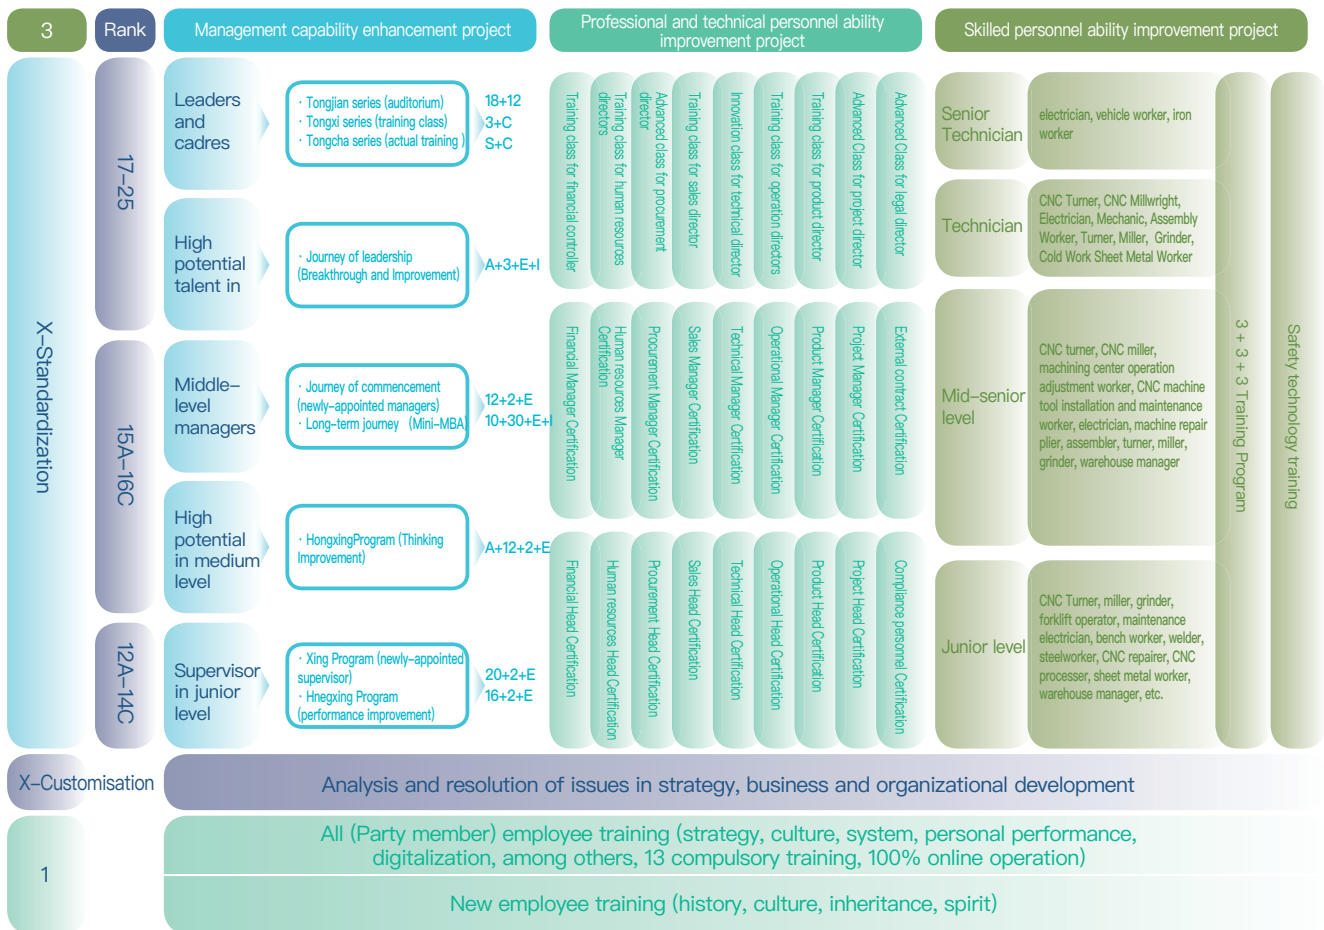 3
Rank
Management capability enhancement project
Professional and technical personnel ability
improvement project
Skilled personnel ability improvement project
X-Standardization
17-25
15A-16C
12A-14C
Leaders
and
cadres
· Tongjian series (auditorium)
· Tongxi series (training class)
· Tongcha series (actual training )
18+12
3+C
S+C
High
potential
talent in
· Journey of leadership
(Breakthrough and Improvement)
A+3+E+I
Middle-
level
managers
· Journey of commencement
(newly-appointed managers)
· Long-term journey (Mini-MBA)
12+2+E
10+30+E+I
High
potential
in medium
level
· HongxingProgram (Thinking
Improvement)
A+12+2+E
Supervisor
in junior
level
· Xing Program (newly-appointed
supervisor)
· Hnegxing Program
(performance improvement)
20+2+E
16+2+E
Training class for financial controller
Training class for human resources
directors
Advanced class for procurement
director
Training class for sales director
Innovation class for technical director
Training class for operation directors
Training class for product director
Advanced Class for project director
Advanced Class for legal director
Financial Manager Certification
Human resources Manager
Certification
Procurement Manager Certification
Sales Manager Certification
Technical Manager Certification
Operational Manager Certification
Product Manager Certification
Project Manager Certification
External contract Certification
Financial Head Certification
Human resources Head Certification
Procurement Head Certification
Sales Head Certification
Technical Head Certification
Operational Head Certification
Product Head Certification
Project Head Certification
Compliance personnel Certification
Senior
Technician
electrician, vehicle worker, iron
worker
Technician
CNC Turner, CNC Millwright,
Electrician, Mechanic, Assembly
Worker, Turner, Miller, Grinder,
Cold Work Sheet Metal Worker
Mid-senior
level
CNC turner, CNC miller,
machining center operation
adjustment worker, CNC machine
tool installation and maintenance
worker, electrician, machine repair
plier, assembler, turner, miller,
grinder, warehouse manager
Junior level
CNC Turner, miller, grinder,
forklift operator, maintenance
electrician, bench worker, welder,
steelworker, CNC repairer, CNC
processer, sheet metal worker,
warehouse manager, etc.
3 + 3 + 3 Training Program
Safety technology training
X-Customisation
Analysis and resolution of issues in strategy, business and organizational development
1
All (Party member) employee training (strategy, culture, system, personal performance,
digitalization, among others, 13 compulsory training, 100% online operation)
New employee training (history, culture, inheritance, spirit)